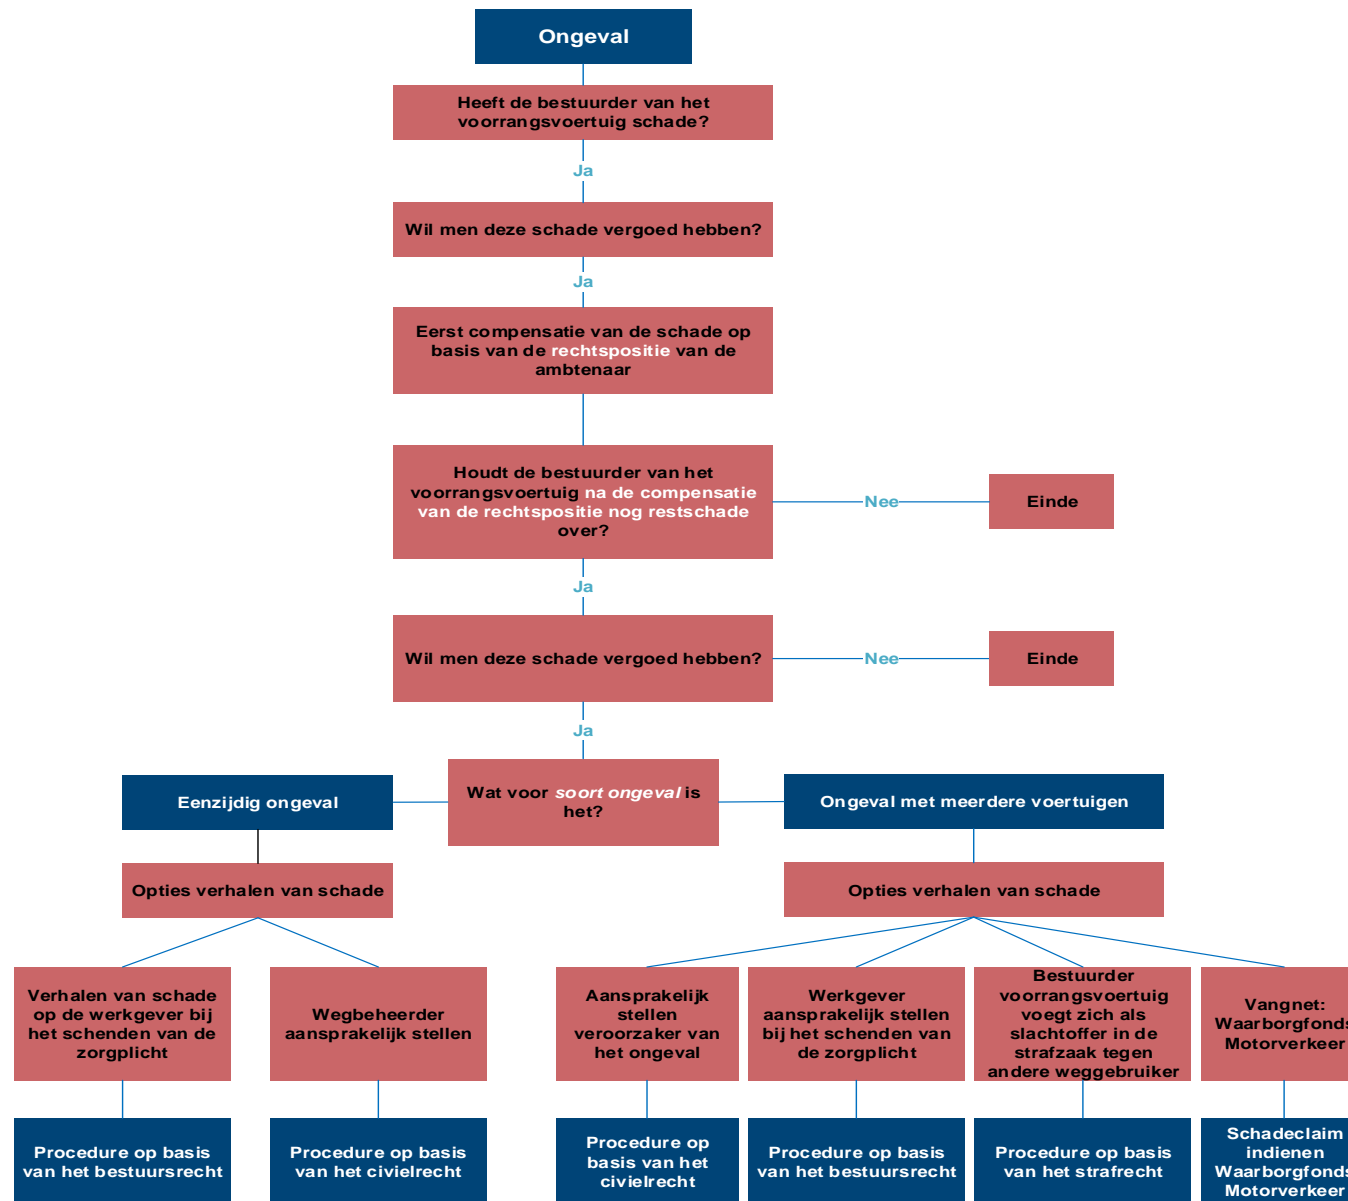 Ongeval
Heeft de bestuurder van het
voorrangsvoertuig schade?
Ja
Wil men deze schade vergoed hebben?
Ja
Eerst compensatie van de schade op
basis van de rechtspositie van de
ambtenaar
Houdt de bestuurder van het
voorrangsvoertuig na de compensatie
van de rechtspositie nog restschade
over?
Nee
Einde
Ja
Wil men deze schade vergoed hebben?
Nee
Einde
Ja
Wat voor soort ongeval is
het?
Eenzijdig ongeval
Ongeval met meerdere voertuigen
Opties verhalen van schade
Opties verhalen van schade
Verhalen van schade
op de werkgever bij
het schenden van de
zorgplicht
Wegbeheerder
aansprakelijk stellen
Aansprakelijk
stellen
veroorzaker van
het ongeval
Werkgever
aansprakelijk stellen
bij het schenden van
de zorgplicht
Bestuurder
voorrangsvoertuig
voegt zich als
slachtoffer in de
strafzaak tegen
andere weggebruiker
Vangnet:
Waarborgfonds
Motorverkeer
Procedure op basis
van het bestuursrecht
Procedure op basis
van het civielrecht
Procedure op
basis van het
civielrecht
Procedure op basis
van het bestuursrecht
Procedure op basis
van het strafrecht
Schadeclaim
indienen
Waarborgfonds
Motorverkeer